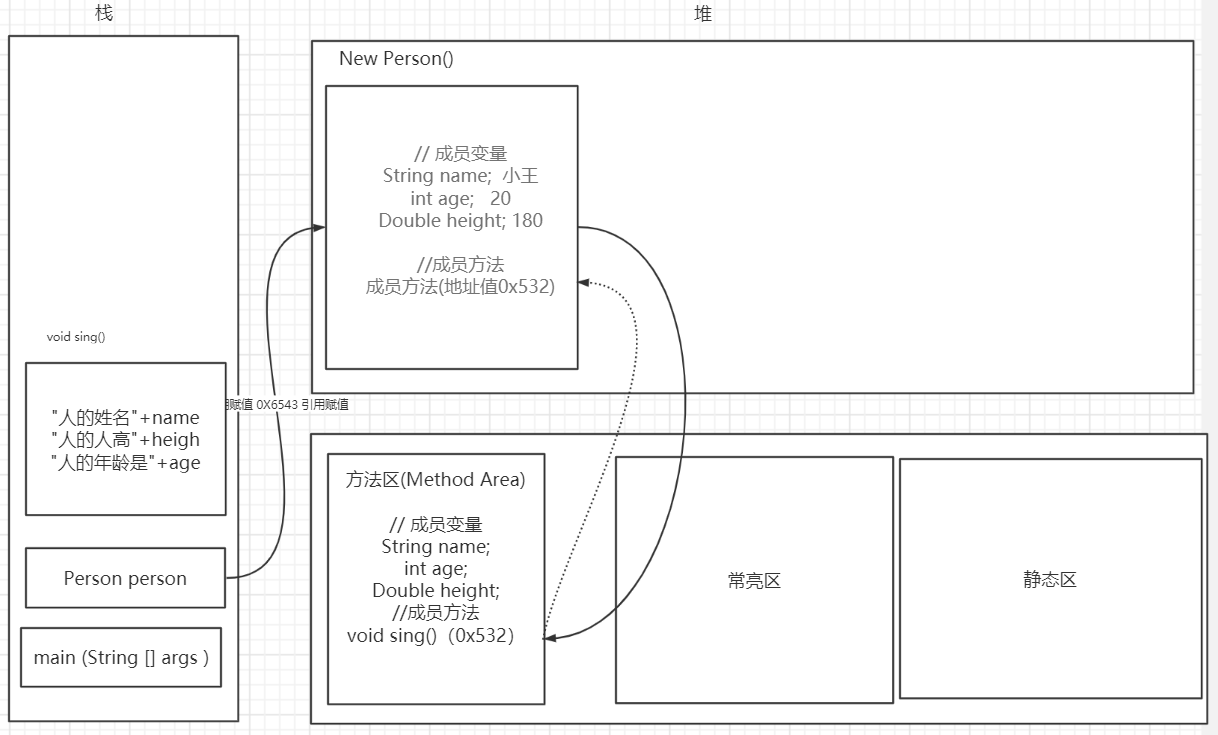 栈
堆
New Person()
// 成员变量
String name;  小王
int age;   20
Double height; 180
//成员方法
成员方法(地址值0x532)
void sing()
"人的姓名"+name
"人的人高"+heigh
"人的年龄是"+age
赋值 0X6543 引用赋值
Person person
main (String [] args )
方法区(Method Area)
// 成员变量
String name;
int age;
Double height;
//成员方法
void sing()（0x532）
常亮区
静态区